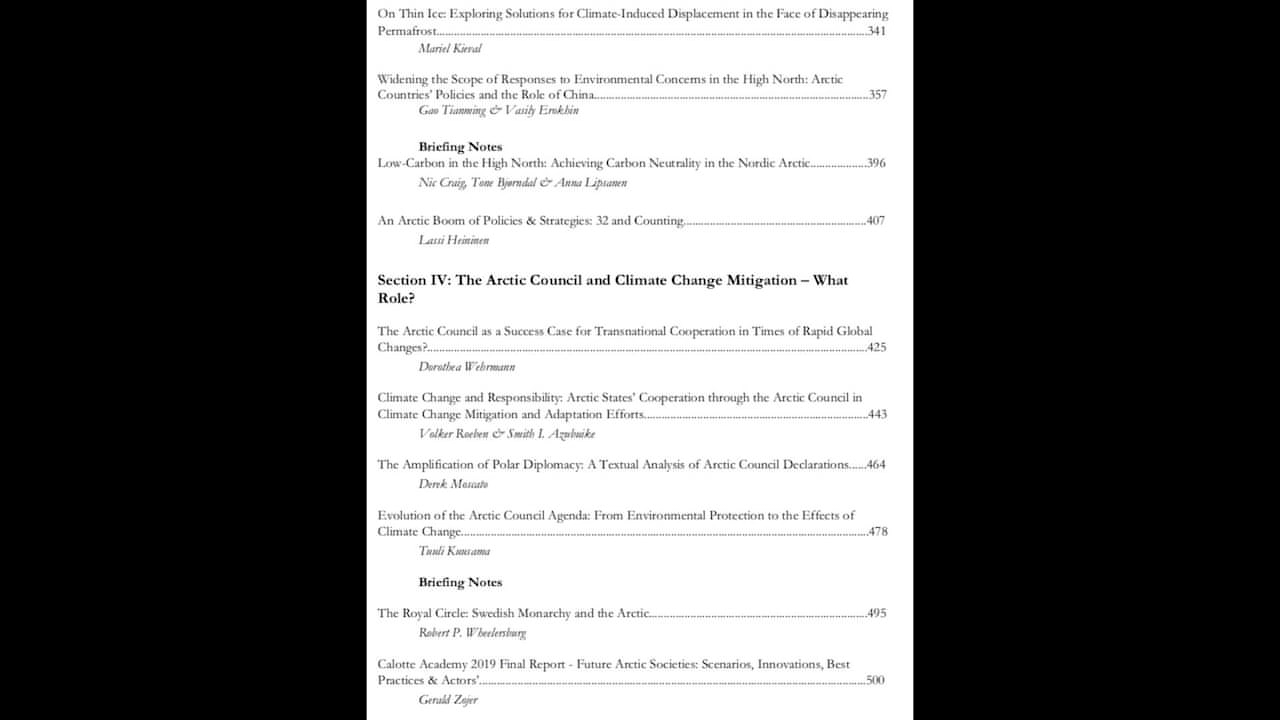 On Thin Ice: Exploring Solutions for Climate-Induced Displacement in the Face of Disappearing
Permafrost....................................................................................................................................................341
Mariel Kieval
Widening the Scope of Responses to Environmental Concerns in the High North: Arctic
Countries' Policies and the Role of China............................................................................................357
Gao Tianming & Vasily Erokhin
Briefing Notes
Low-Carbon in the High North: Achieving Carbon Neutrality in the Nordic Arctic...................396
Nic Craig, Tone Bjørndal & Anna Lipsanen
An Arctic Boom of Policies & Strategies: 32 and Counting.............................................................407
Lassi Heininen
Section IV: The Arctic Council and Climate Change Mitigation – What
Role?
The Arctic Council as a Success Case for Transnational Cooperation in Times of Rapid Global
Changes?....................................................................................................................................................425
Dorothea Wehrmann
Climate Change and Responsibility: Arctic States' Cooperation through the Arctic Council in
Climate Change Mitigation and Adaptation Efforts...........................................................................443
Volker Roeben & Smith I. Azubuike
The Amplification of Polar Diplomacy: A Textual Analysis of Arctic Council Declarations......464
Derek Moscato
Evolution of the Arctic Council Agenda: From Environmental Protection to the Effects of
Climate Change.........................................................................................................................................478
Tuuli Kuusama
Briefing Notes
The Royal Circle: Swedish Monarchy and the Arctic.........................................................................495
Robert P. Wheelersburg
Calotte Academy 2019 Final Report - Future Arctic Societies: Scenarios, Innovations, Best
Practices & Actors'..................................................................................................................................500
Gerald Zojer